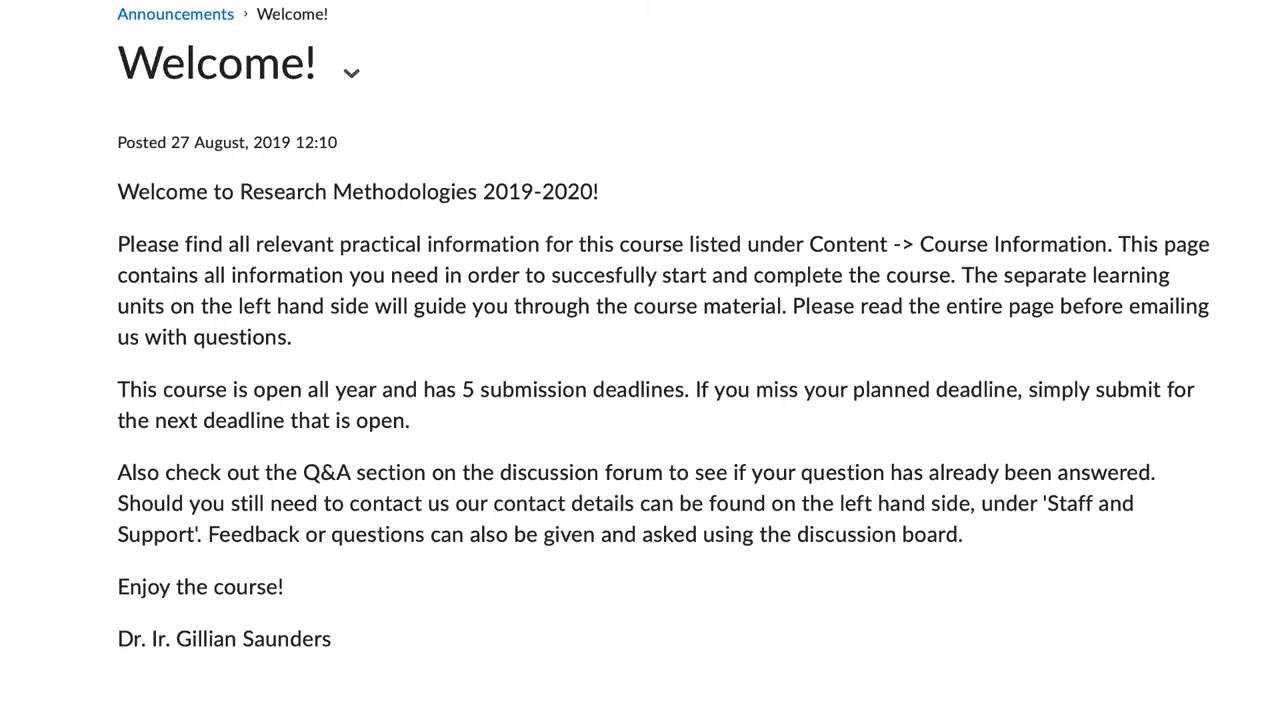 Announcements › Welcome!
Welcome!
Posted 27 August, 2019 12:10
Welcome to Research Methodologies 2019-2020!
Please find all relevant practical information for this course listed under Content -> Course Information. This page
contains all information you need in order to succesfully start and complete the course. The separate learning
units on the left hand side will guide you through the course material. Please read the entire page before emailing
us with questions.
This course is open all year and has 5 submission deadlines. If you miss your planned deadline, simply submit for
the next deadline that is open.
Also check out the Q&A section on the discussion forum to see if your question has already been answered.
Should you still need to contact us our contact details can be found on the left hand side, under 'Staff and
Support'. Feedback or questions can also be given and asked using the discussion board.
Enjoy the course!
Dr. Ir. Gillian Saunders